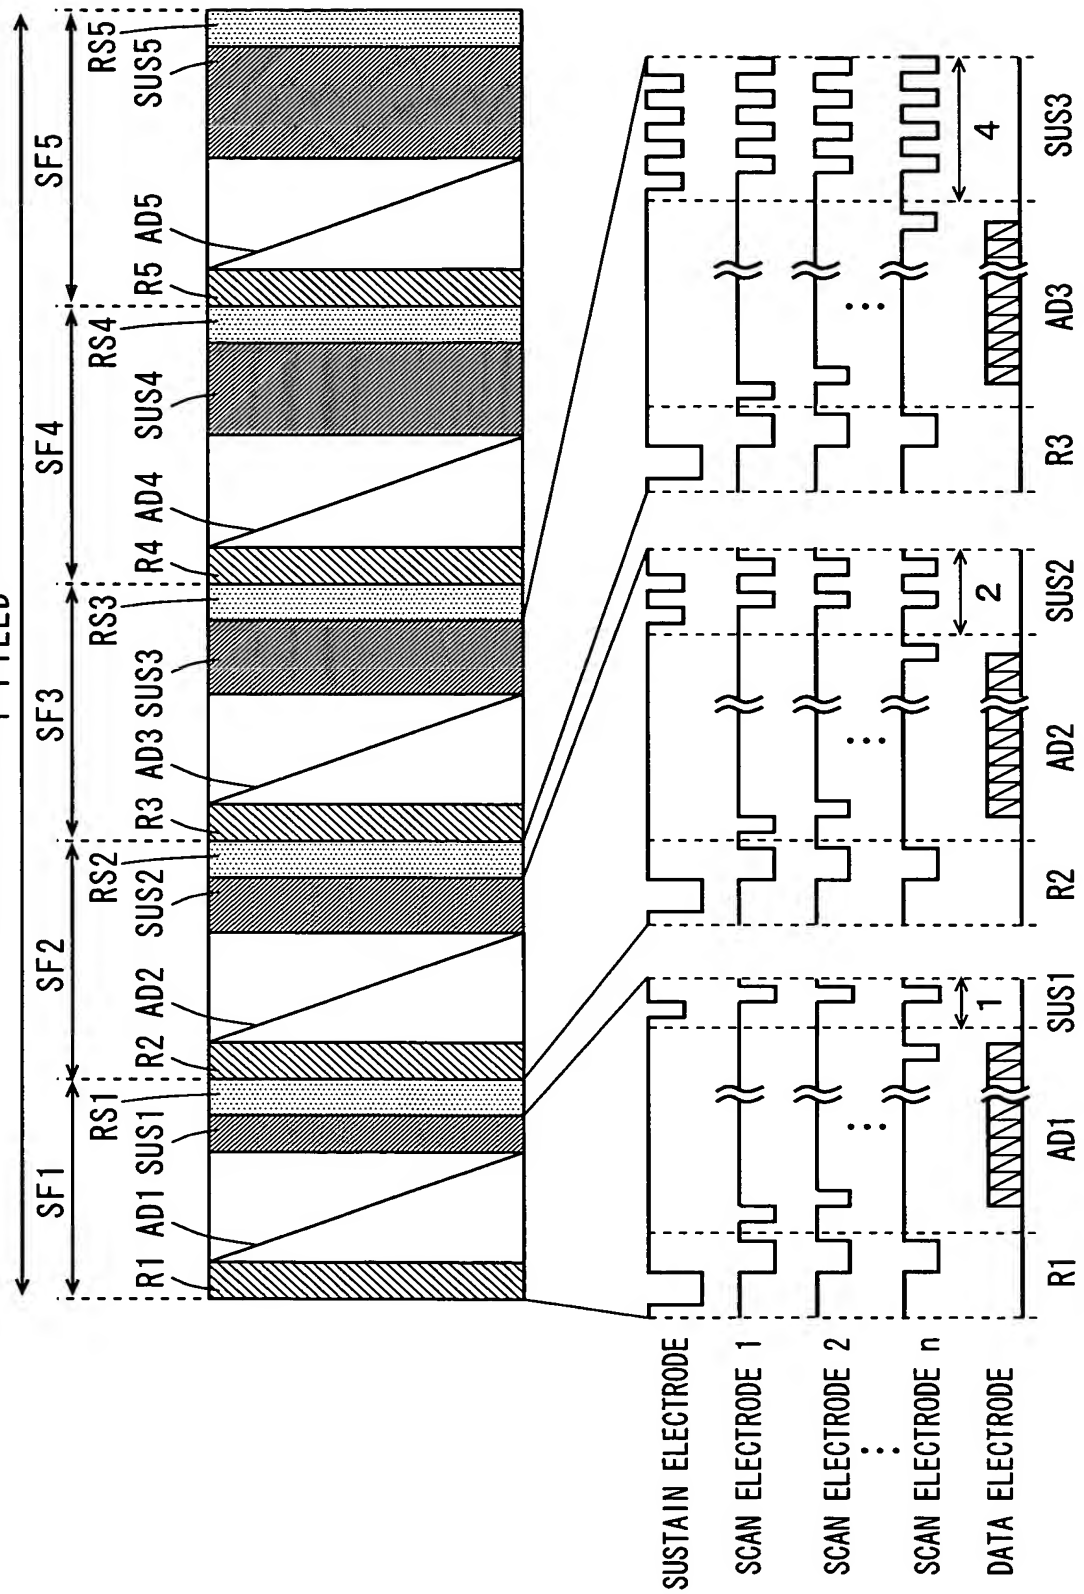 SF1 SF2 SF3 SF4 SF5
RS1 RS2 RS3 RS4 RS5
R1 AD1 SUS1 R2 AD2 SUS2 R3 AD3 SUS3 R4 AD4 SUS4 R5 AD5 SUS5
SUSTAIN ELECTRODE
SCAN ELECTRODE 1
SCAN ELECTRODE 2
SCAN ELECTRODE n
DATA ELECTRODE
1 2 4
R1 AD1 SUS1 R2 AD2 SUS2 R3 AD3 SUS3